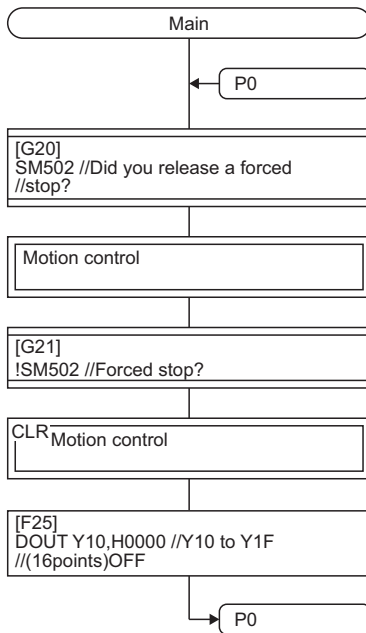 Main
P0
[G20]
SM502 //Did you release a forced
//stop?
Motion control
[G21]
!SM502 //Forced stop?
CLR Motion control
[F25]
DOUT Y10,H0000 //Y10 to Y1F
//(16points)OFF
P0